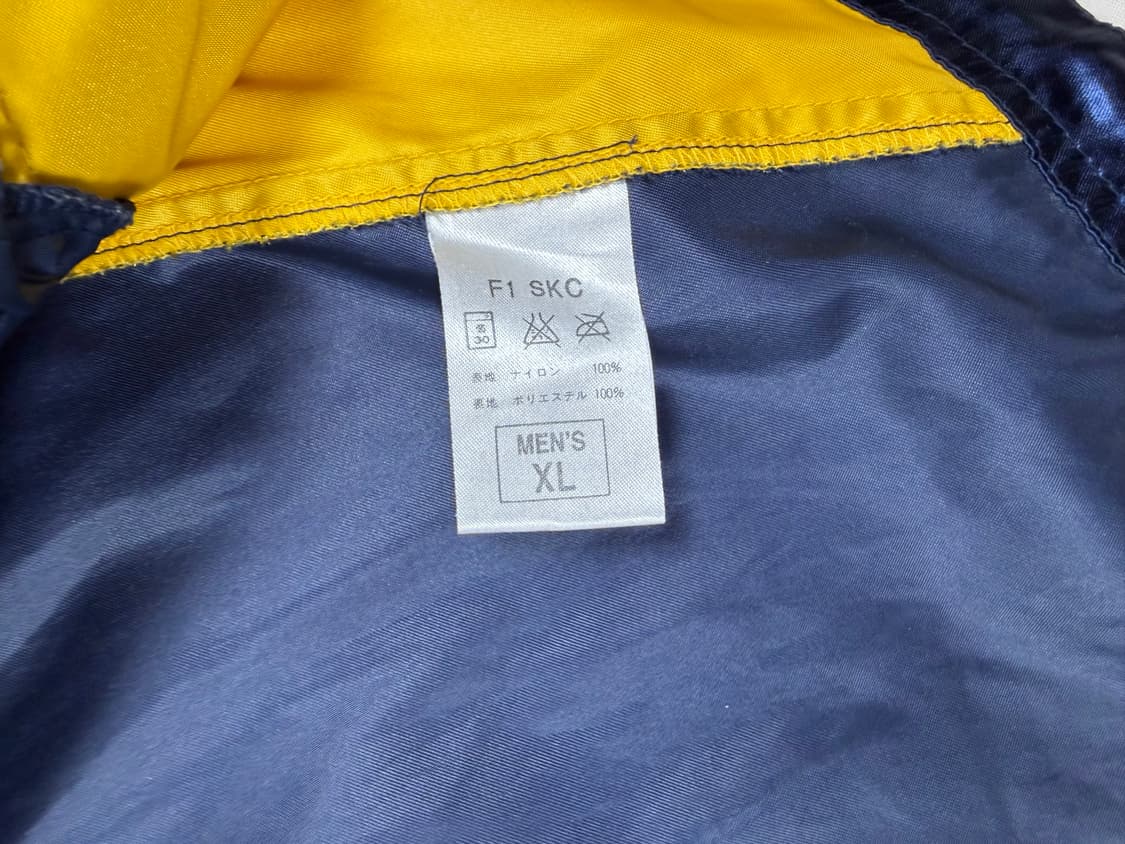 F1 SKC
弱
30
表地 ナイロン 100%
裏地 ポリエステル 100%
MEN'S
XL